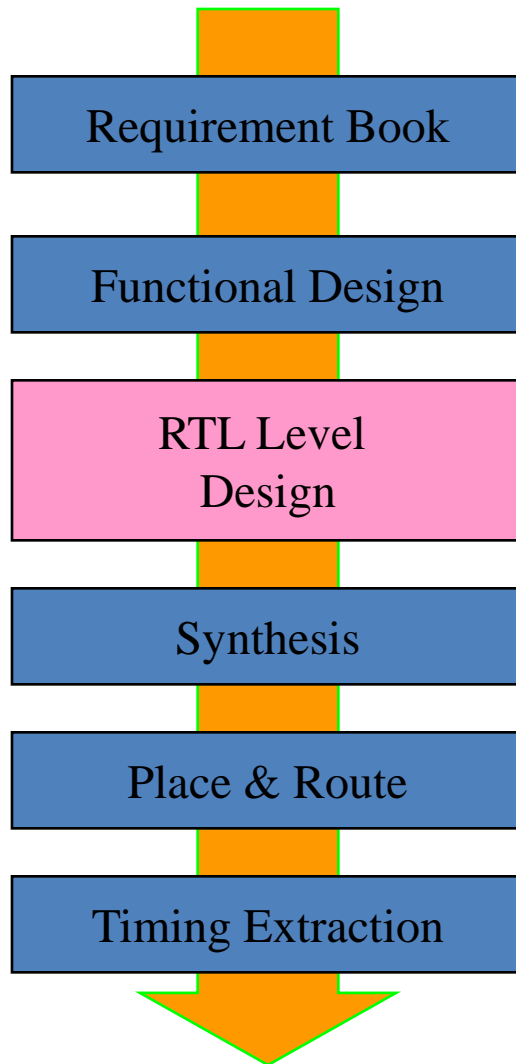 Requirement Book
Functional Design
RTL Level
Design
Synthesis
Place & Route
Timing Extraction